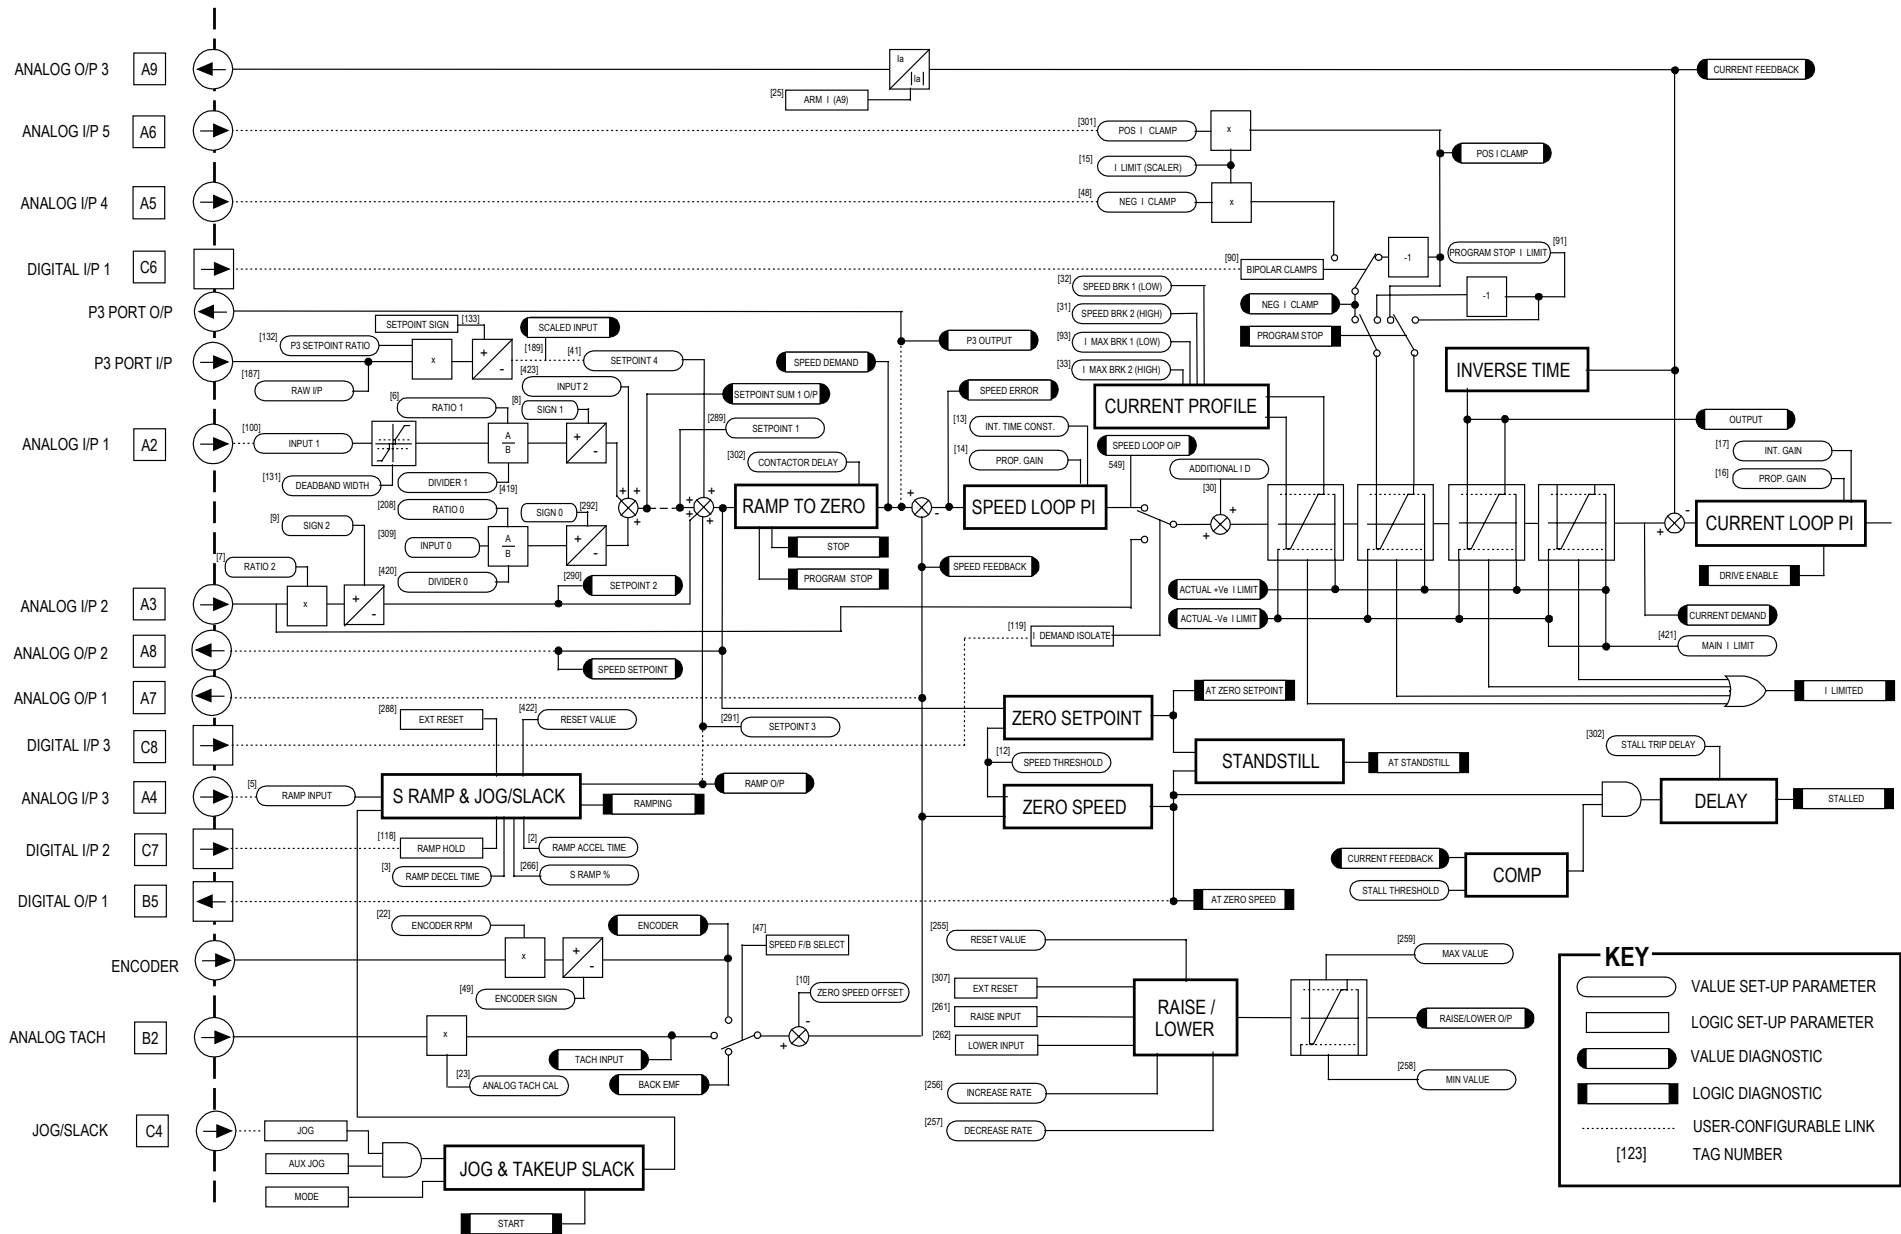 ANALOG O/P 3
A9
Ia
|Ia|
CURRENT FEEDBACK
[25]
ARM I (A9)
ANALOG I/P 5
A6
[301]
POS I CLAMP
x
POS I CLAMP
[15]
I LIMIT (SCALER)
ANALOG I/P 4
A5
[48]
NEG I CLAMP
x
DIGITAL I/P 1
C6
[90]
BIPOLAR CLAMPS
-1
PROGRAM STOP I LIMIT
[91]
-1
NEG I CLAMP
PROGRAM STOP
P3 PORT O/P
[32]
SPEED BRK 1 (LOW)
[31]
SPEED BRK 2 (HIGH)
[93]
I MAX BRK 1 (LOW)
[33]
I MAX BRK 2 (HIGH)
CURRENT PROFILE
SETPOINT SIGN
[133]
SCALED INPUT
[132]
P3 SETPOINT RATIO
x
+
-
[189]
[41]
SETPOINT 4
SPEED DEMAND
P3 OUTPUT
INVERSE TIME
P3 PORT I/P
[187]
RAW I/P
[423]
INPUT 2
SETPOINT SUM 1 O/P
SPEED ERROR
[6]
RATIO 1
[8]
SIGN 1
[289]
SETPOINT 1
[13]
INT. TIME CONST.
OUTPUT
ANALOG I/P 1
A2
[100]
INPUT 1
A
B
+
-
[302]
CONTACTOR DELAY
[14]
PROP. GAIN
SPEED LOOP O/P
549]
ADDITIONAL I D
[30]
[17]
INT. GAIN
[16]
PROP. GAIN
[131]
DEADBAND WIDTH
DIVIDER 1
[419]
+
+
+
+
+
+
+
+
RAMP TO ZERO
+
-
SPEED LOOP PI
+
+
+
-
CURRENT LOOP PI
[208]
RATIO 0
SIGN 0
[292]
[9]
SIGN 2
[309]
INPUT 0
A
B
+
-
STOP
PROGRAM STOP
SPEED FEEDBACK
DRIVE ENABLE
[7]
RATIO 2
[420]
DIVIDER 0
[290]
SETPOINT 2
ANALOG I/P 2
A3
x
+
-
ACTUAL +Ve I LIMIT
ACTUAL -Ve I LIMIT
CURRENT DEMAND
[119]
I DEMAND ISOLATE
[421]
MAIN I LIMIT
ANALOG O/P 2
A8
SPEED SETPOINT
ANALOG O/P 1
A7
AT ZERO SETPOINT
I LIMITED
[288]
EXT RESET
[422]
RESET VALUE
[291]
SETPOINT 3
ZERO SETPOINT
DIGITAL I/P 3
C8
[12]
SPEED THRESHOLD
STANDSTILL
AT STANDSTILL
[302]
STALL TRIP DELAY
ANALOG I/P 3
A4
[5]
RAMP INPUT
S RAMP & JOG/SLACK
RAMP O/P
RAMPING
ZERO SPEED
DELAY
STALLED
DIGITAL I/P 2
C7
[118]
RAMP HOLD
[2]
RAMP ACCEL TIME
[3]
RAMP DECEL TIME
[266]
S RAMP %
CURRENT FEEDBACK
COMP
STALL THRESHOLD
DIGITAL O/P 1
B5
AT ZERO SPEED
[22]
ENCODER RPM
ENCODER
[47]
SPEED F/B SELECT
[255]
RESET VALUE
[259]
MAX VALUE
ENCODER
x
+
-
[49]
ENCODER SIGN
[10]
ZERO SPEED OFFSET
[307]
EXT RESET
[261]
RAISE INPUT
[262]
LOWER INPUT
RAISE /
LOWER
RAISE/LOWER O/P
ANALOG TACH
B2
x
-
+
TACH INPUT
[23]
ANALOG TACH CAL
BACK EMF
[256]
INCREASE RATE
[258]
MIN VALUE
[257]
DECREASE RATE
JOG/SLACK
C4
JOG
AUX JOG
MODE
JOG & TAKEUP SLACK
START
KEY
VALUE SET-UP PARAMETER
LOGIC SET-UP PARAMETER
VALUE DIAGNOSTIC
LOGIC DIAGNOSTIC
USER-CONFIGURABLE LINK
[123]
TAG NUMBER